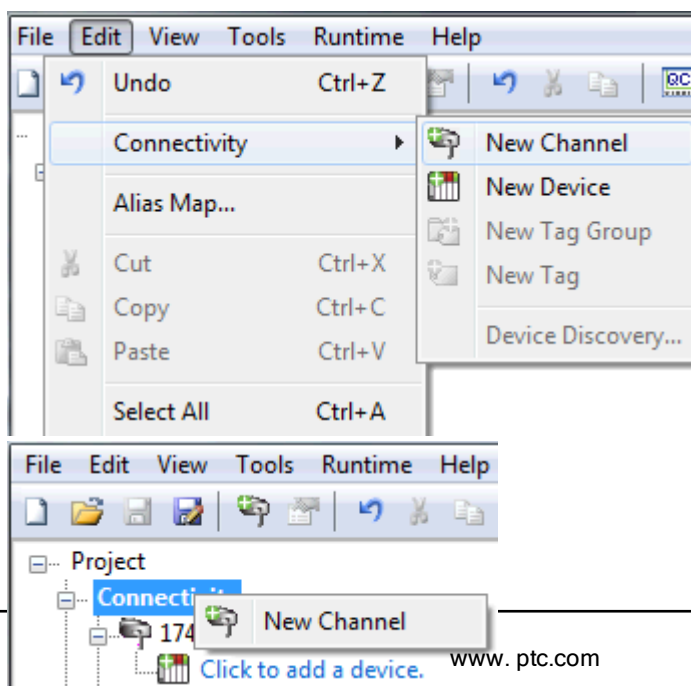 File Edit View Tools Runtime Help
Undo Ctrl+Z
Connectivity
New Channel
New Device
New Tag Group
New Tag
Device Discovery...
Alias Map...
Cut Ctrl+X
Copy Ctrl+C
Paste Ctrl+V
Select All Ctrl+A
File Edit View Tools Runtime Help
Project
New Channel
Click to add a device.
www. ptc.com